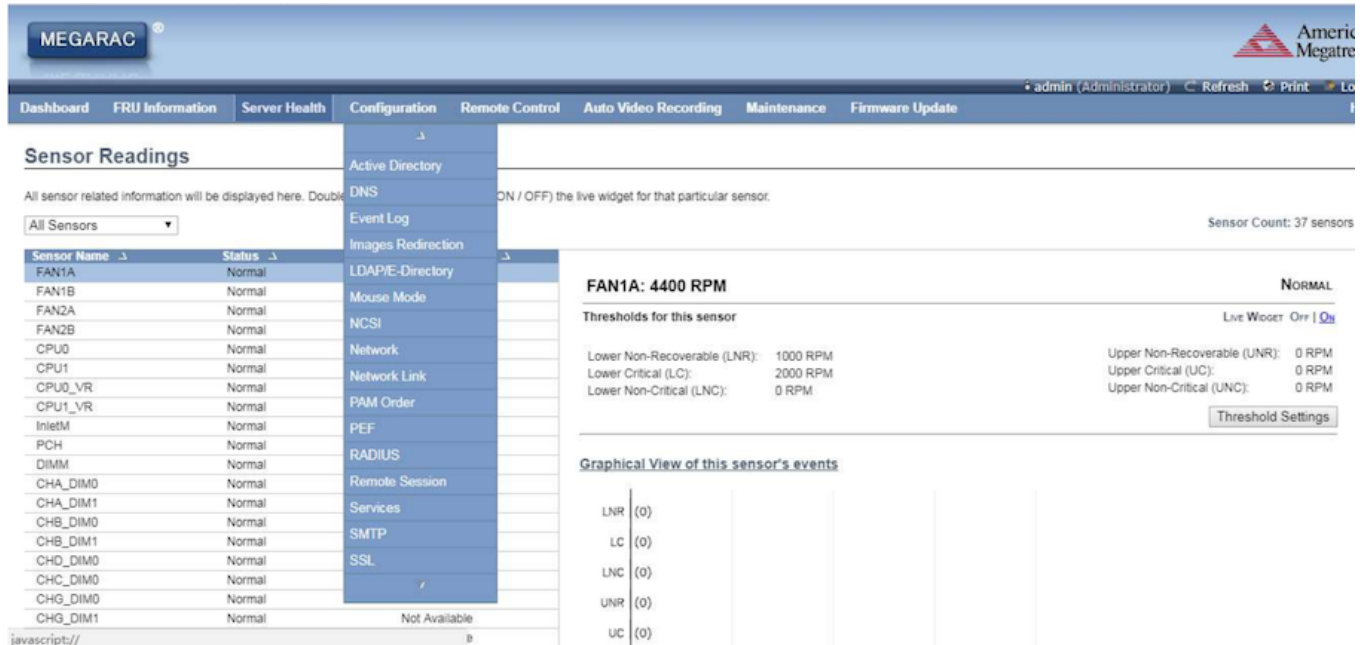 MEGARAC ®
Americ
Megatre
admin (Administrator) Refresh Print Lo
Dashboard FRU Information Server Health Configuration Remote Control Auto Video Recording Maintenance Firmware Update
Sensor Readings
All sensor related information will be displayed here. Double ON / OFF) the live widget for that particular sensor.
All Sensors
Sensor Count: 37 sensors
Sensor Name Status
FAN1A Normal
FAN1B Normal
FAN2A Normal
FAN2B Normal
CPU0 Normal
CPU1 Normal
CPU0_VR Normal
CPU1_VR Normal
InletM Normal
PCH Normal
DIMM Normal
CHA_DIM0 Normal
CHA_DIM1 Normal
CHB_DIM0 Normal
CHB_DIM1 Normal
CHD_DIM0 Normal
CHC_DIM0 Normal
CHG_DIM0 Normal
CHG_DIM1 Normal Not Available
javascript://
Active Directory
DNS
Event Log
Images Redirection
LDAP/E-Directory
Mouse Mode
NCSI
Network
Network Link
PAM Order
PEF
RADIUS
Remote Session
Services
SMTP
SSL
FAN1A: 4400 RPM NORMAL
Thresholds for this sensor LIVE WIDGET OFF | ON
Lower Non-Recoverable (LNR): 1000 RPM Upper Non-Recoverable (UNR): 0 RPM
Lower Critical (LC): 2000 RPM Upper Critical (UC): 0 RPM
Lower Non-Critical (LNC): 0 RPM Upper Non-Critical (UNC): 0 RPM
Threshold Settings
Graphical View of this sensor's events
LNR (0)
LC (0)
LNC (0)
UNR (0)
UC (0)